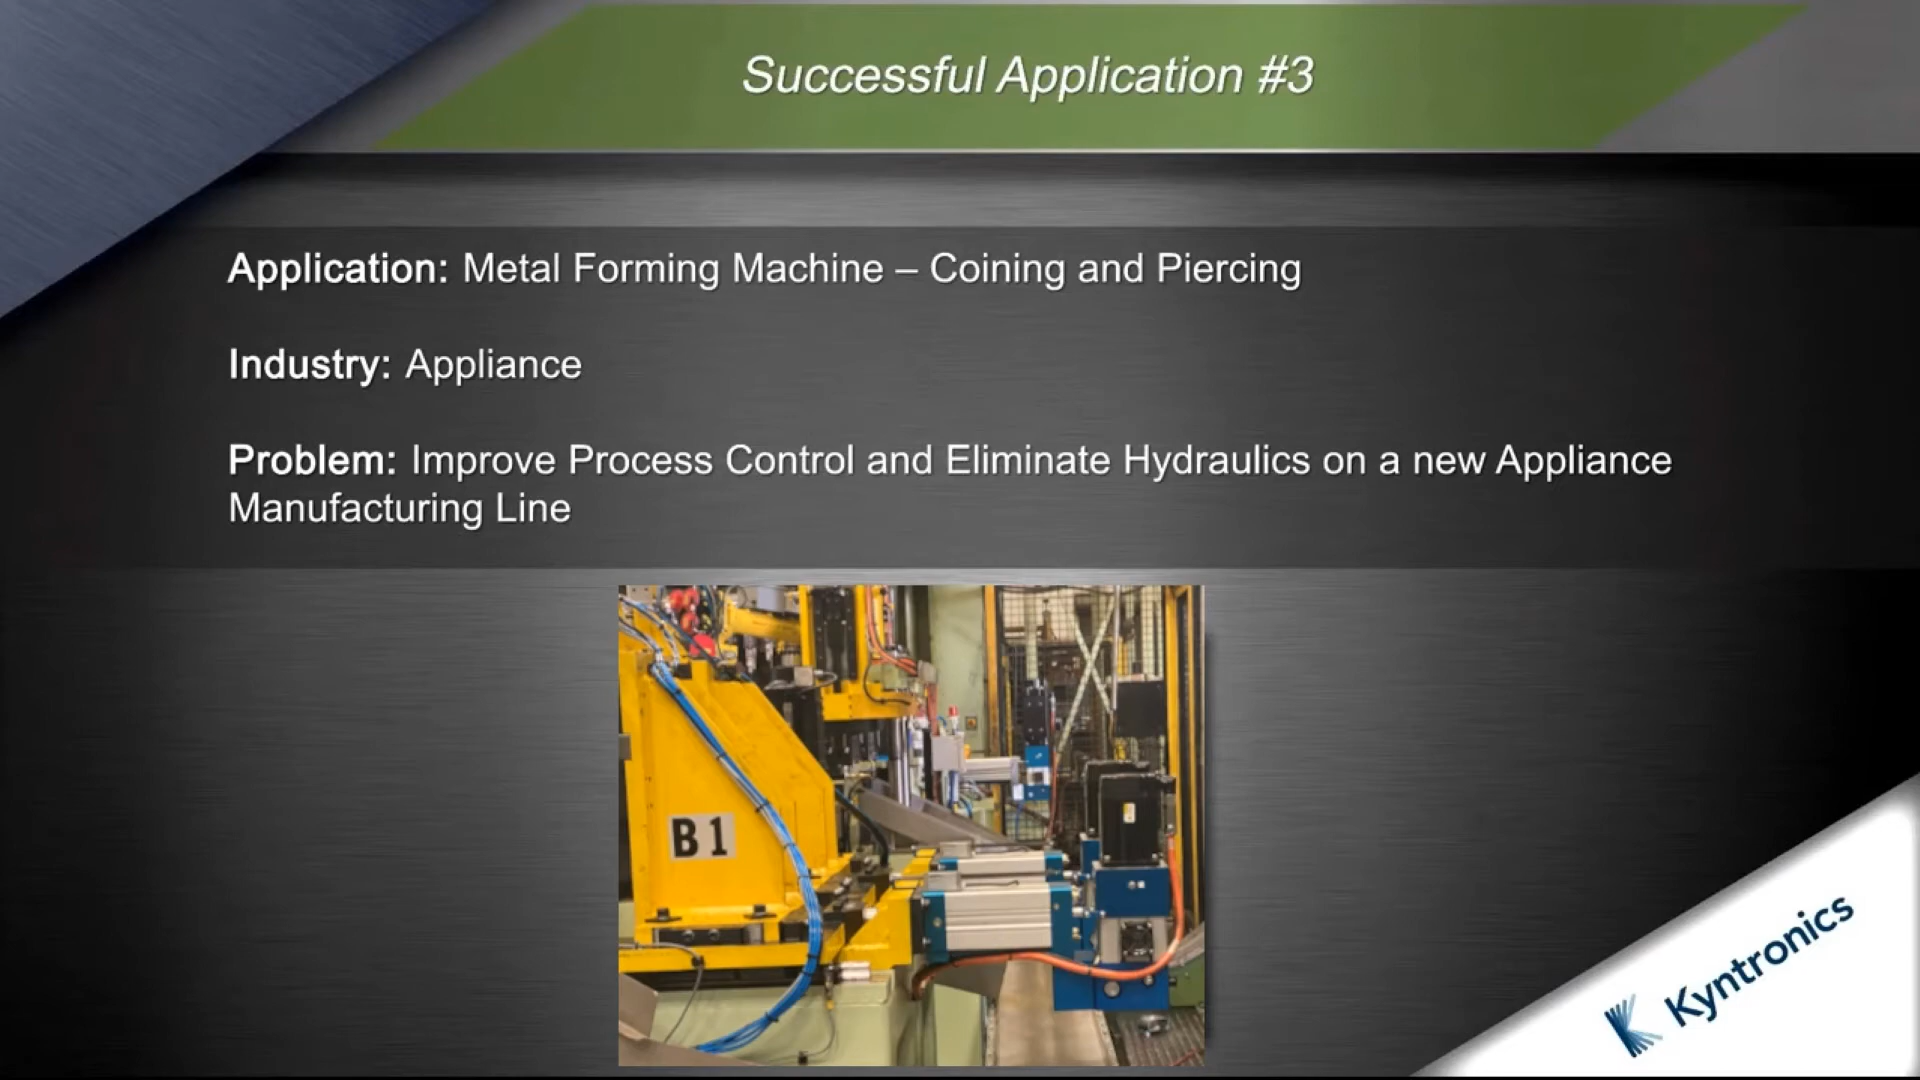 Successful Application #3
Application: Metal Forming Machine – Coining and Piercing
Industry: Appliance
Problem: Improve Process Control and Eliminate Hydraulics on a new Appliance
Manufacturing Line
B 1
Kyntronics